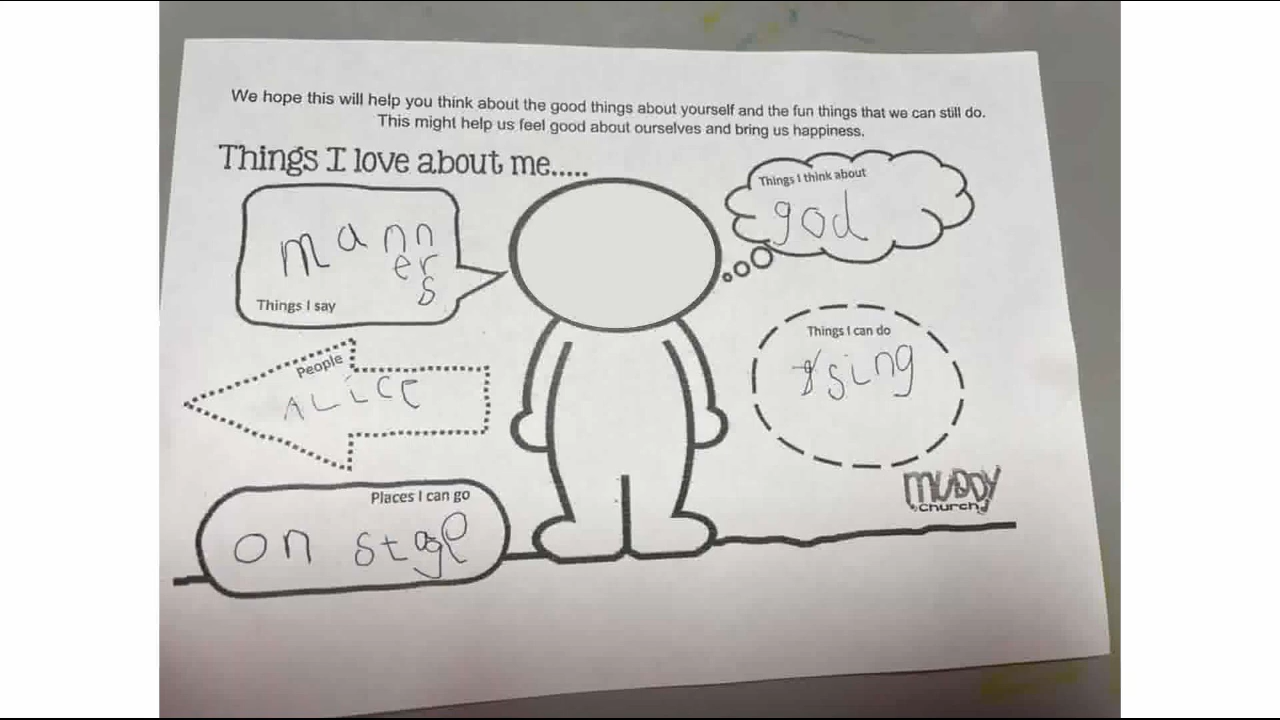 We hope this will help you think about the good things about yourself and the fun things that we can still do.
This might help us feel good about ourselves and bring us happiness.
Things I love about me.....
Things I think about
god
mann
er
s
Things I say
Things I can do
sing
People
ALiCE
MUDDY
church
Places I can go
on stage